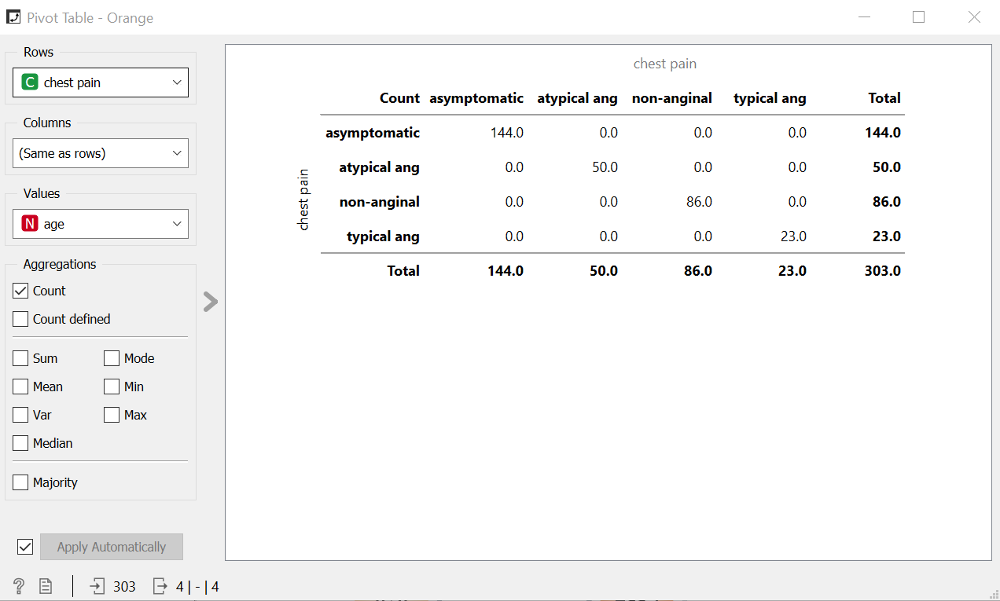 Pivot Table - Orange
Rows
C chest pain
Columns
(Same as rows)
Values
N age
Aggregations
Count
Count defined
Sum Mode
Mean Min
Var Max
Median
Majority
Apply Automatically
? 303 4 | - | 4
chest pain
Count asymptomatic atypical ang non-anginal typical ang Total
chest pain
asymptomatic 144.0 0.0 0.0 0.0 144.0
atypical ang 0.0 50.0 0.0 0.0 50.0
non-anginal 0.0 0.0 86.0 0.0 86.0
typical ang 0.0 0.0 0.0 23.0 23.0
Total 144.0 50.0 86.0 23.0 303.0